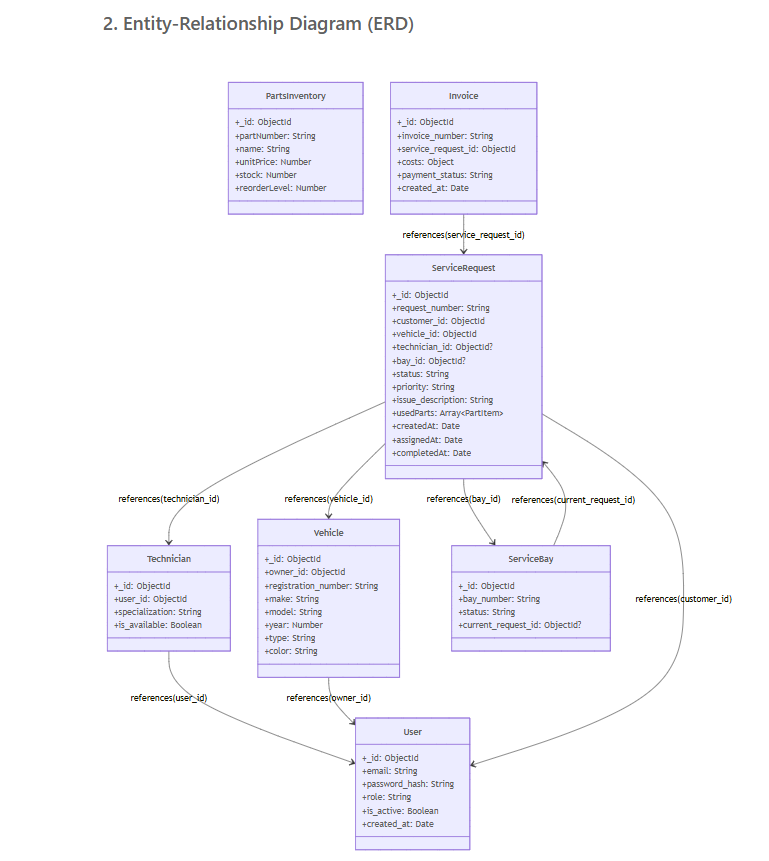 2. Entity-Relationship Diagram (ERD)
PartsInventory
+_id: ObjectId
+partNumber: String
+name: String
+unitPrice: Number
+stock: Number
+reorderLevel: Number
Invoice
+_id: ObjectId
+invoice_number: String
+service_request_id: ObjectId
+costs: Object
+payment_status: String
+created_at: Date
references(service_request_id)
ServiceRequest
+_id: ObjectId
+request_number: String
+customer_id: ObjectId
+vehicle_id: ObjectId
+technician_id: ObjectId?
+bay_id: ObjectId?
+status: String
+priority: String
+issue_description: String
+usedParts: Array<PartItem>
+createdAt: Date
+assignedAt: Date
+completedAt: Date
references(technician_id)
references(vehicle_id)
references(bay_id)
references(current_request_id)
Technician
+_id: ObjectId
+user_id: ObjectId
+specialization: String
+is_available: Boolean
Vehicle
+_id: ObjectId
+owner_id: ObjectId
+registration_number: String
+make: String
+model: String
+year: Number
+type: String
+color: String
ServiceBay
+_id: ObjectId
+bay_number: String
+status: String
+current_request_id: ObjectId?
references(customer_id)
references(user_id)
references(owner_id)
User
+_id: ObjectId
+email: String
+password_hash: String
+role: String
+is_active: Boolean
+created_at: Date